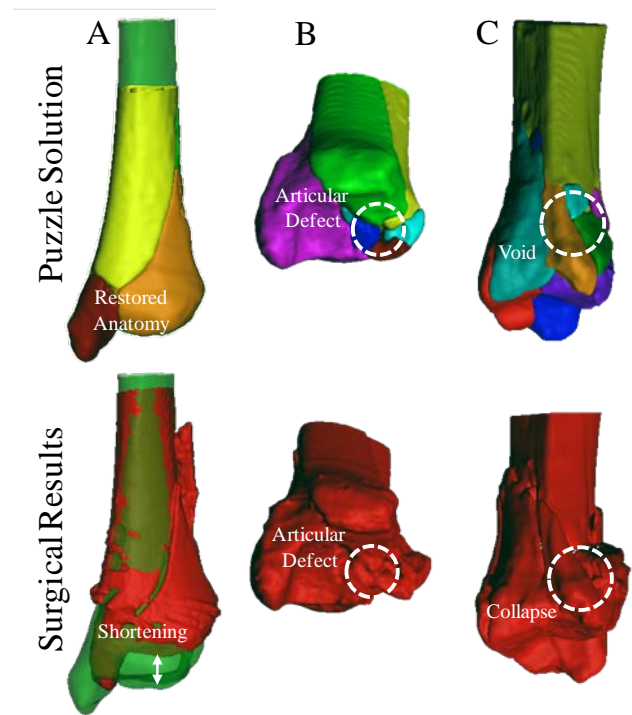 A
B
C
Puzzle Solution
Articular
Defect
Void
Restored
Anatomy
Surgical Results
Articular
Defect
Shortening
Collapse